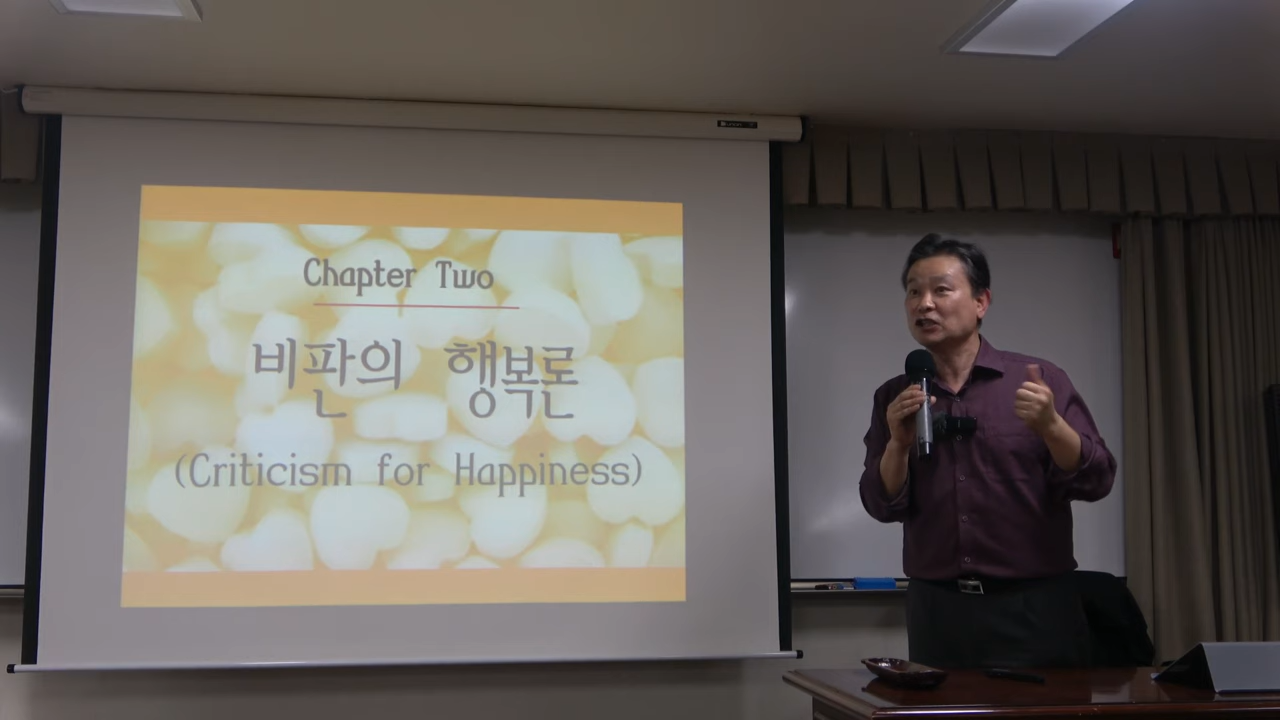 Chapter Two
비판의 행복론
(Criticism for Happiness)